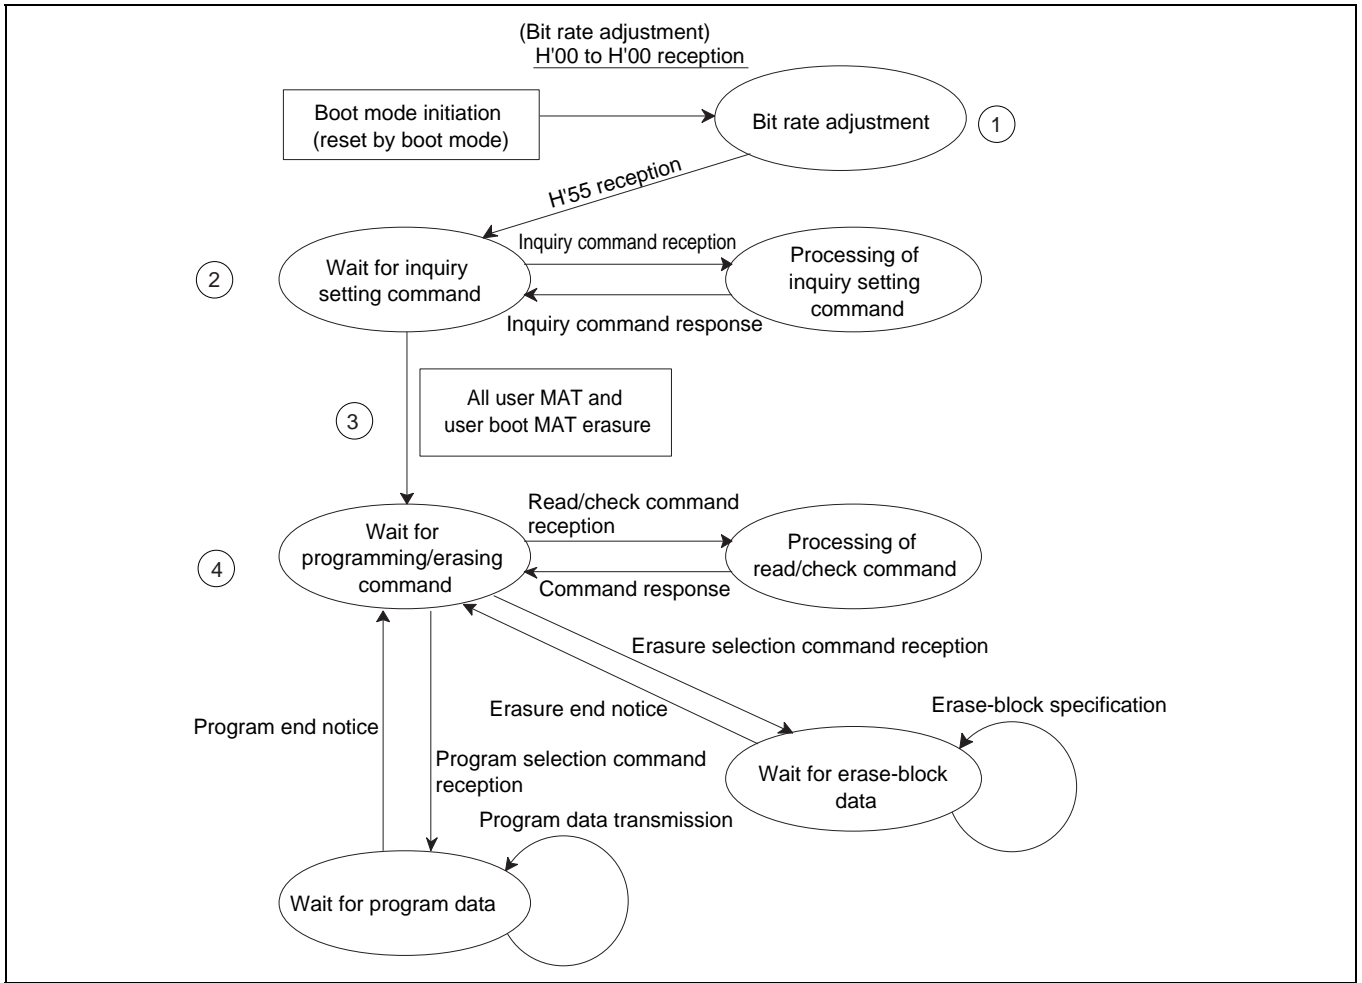 (Bit rate adjustment)
H'00 to H'00 reception
Boot mode initiation
(reset by boot mode)
Bit rate adjustment
1
H'55 reception
2
Wait for inquiry
setting command
Inquiry command reception
Processing of
inquiry setting
command
Inquiry command response
3
All user MAT and
user boot MAT erasure
4
Wait for
programming/erasing
command
Read/check command
reception
Processing of
read/check command
Command response
Erasure selection command reception
Erasure end notice
Program end notice
Program selection command
reception
Erase-block specification
Wait for erase-block
data
Program data transmission
Wait for program data